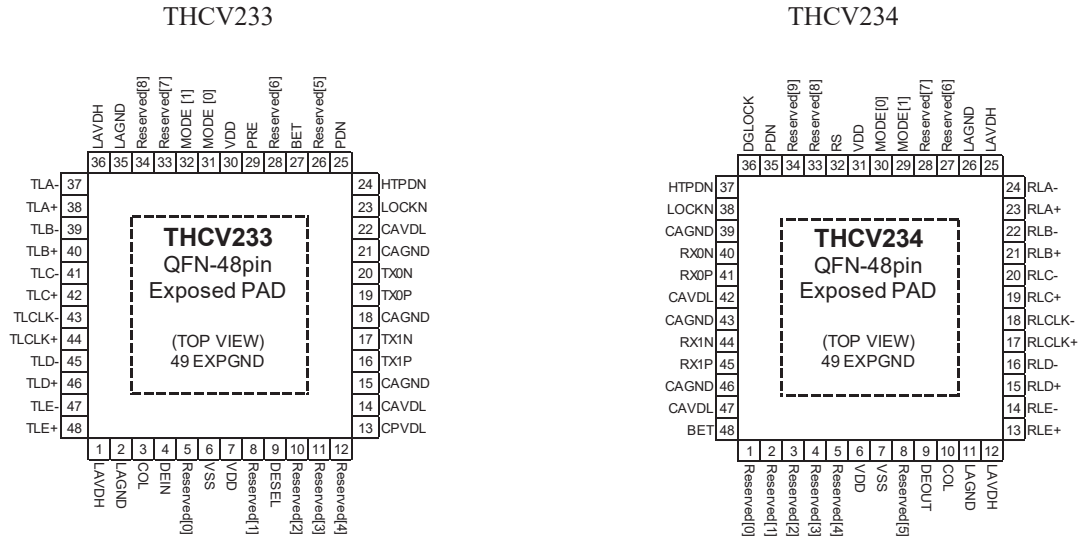 THCV233
LAVDH
LAGND
Reserved[8]
Reserved[7]
MODE [1]
MODE [0]
VDD
PRE
Reserved[6]
BET
Reserved[5]
PDN
36 35 34 33 32 31 30 29 28 27 26 25
TLA- 37
TLA+ 38
TLB- 39
TLB+ 40
TLC- 41
TLC+ 42
TLCLK- 43
TLCLK+ 44
TLD- 45
TLD+ 46
TLE- 47
TLE+ 48
THCV233
QFN-48pin
Exposed PAD
(TOP VIEW)
49 EXPGND
24 HTPDN
23 LOCKN
22 CAVDL
21 CAGND
20 TX0N
19 TX0P
18 CAGND
17 TX1N
16 TX1P
15 CAGND
14 CAVDL
13 CPVDL
1 2 3 4 5 6 7 8 9 10 11 12
LAVDH
LAGND
COL
DEIN
Reserved[0]
VSS
VDD
Reserved[1]
DESEL
Reserved[2]
Reserved[3]
Reserved[4]
THCV234
DGLOCK
PDN
Reserved[9]
Reserved[8]
RS
VDD
MODE[0]
MODE[1]
Reserved[7]
Reserved[6]
LAGND
LAVDH
36 35 34 33 32 31 30 29 28 27 26 25
HTPDN 37
LOCKN 38
CAGND 39
RX0N 40
RX0P 41
CAVDL 42
CAGND 43
RX1N 44
RX1P 45
CAGND 46
CAVDL 47
BET 48
THCV234
QFN-48pin
Exposed PAD
(TOP VIEW)
49 EXPGND
24 RLA-
23 RLA+
22 RLB-
21 RLB+
20 RLC-
19 RLC+
18 RLCLK-
17 RLCLK+
16 RLD-
15 RLD+
14 RLE-
13 RLE+
1 2 3 4 5 6 7 8 9 10 11 12
Reserved[0]
Reserved[1]
Reserved[2]
Reserved[3]
Reserved[4]
VDD
VSS
Reserved[5]
DEOUT
COL
LAGND
LAVDH